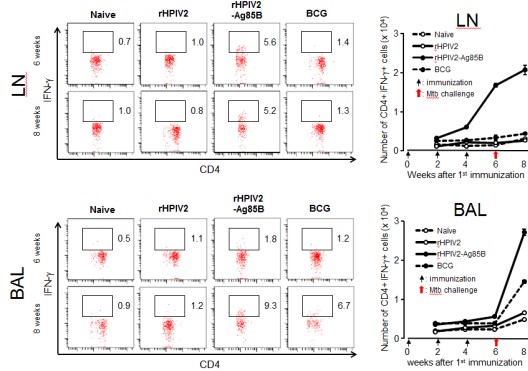 LN
Naive
rHPIV2
rHPIV2
-Ag85B
BCG
6 weeks
0.7
1.0
5.6
1.4
IFN-γ
8 weeks
1.0
0.8
5.2
1.3
CD4
LN
Number of CD4+ IFN-γ+ cells (x 10⁴)
3
2
1
0
Naive
rHPIV2
rHPIV2-Ag85B
BCG
: immunization
: Mtb challenge
0 2 4 6 8
Weeks after 1st immunization
BAL
Naive
rHPIV2
rHPIV2
-Ag85B
BCG
6 weeks
0.5
1.1
1.8
1.2
IFN-γ
8 weeks
0.9
1.2
9.3
6.7
CD4
BAL
Number of CD4+ IFN-γ+ cells (x 10⁴)
3
2
1
0
Naive
rHPIV2
rHPIV2-Ag85B
BCG
: immunization
: Mtb challenge
0 2 4 6 8
weeks after 1st immunization